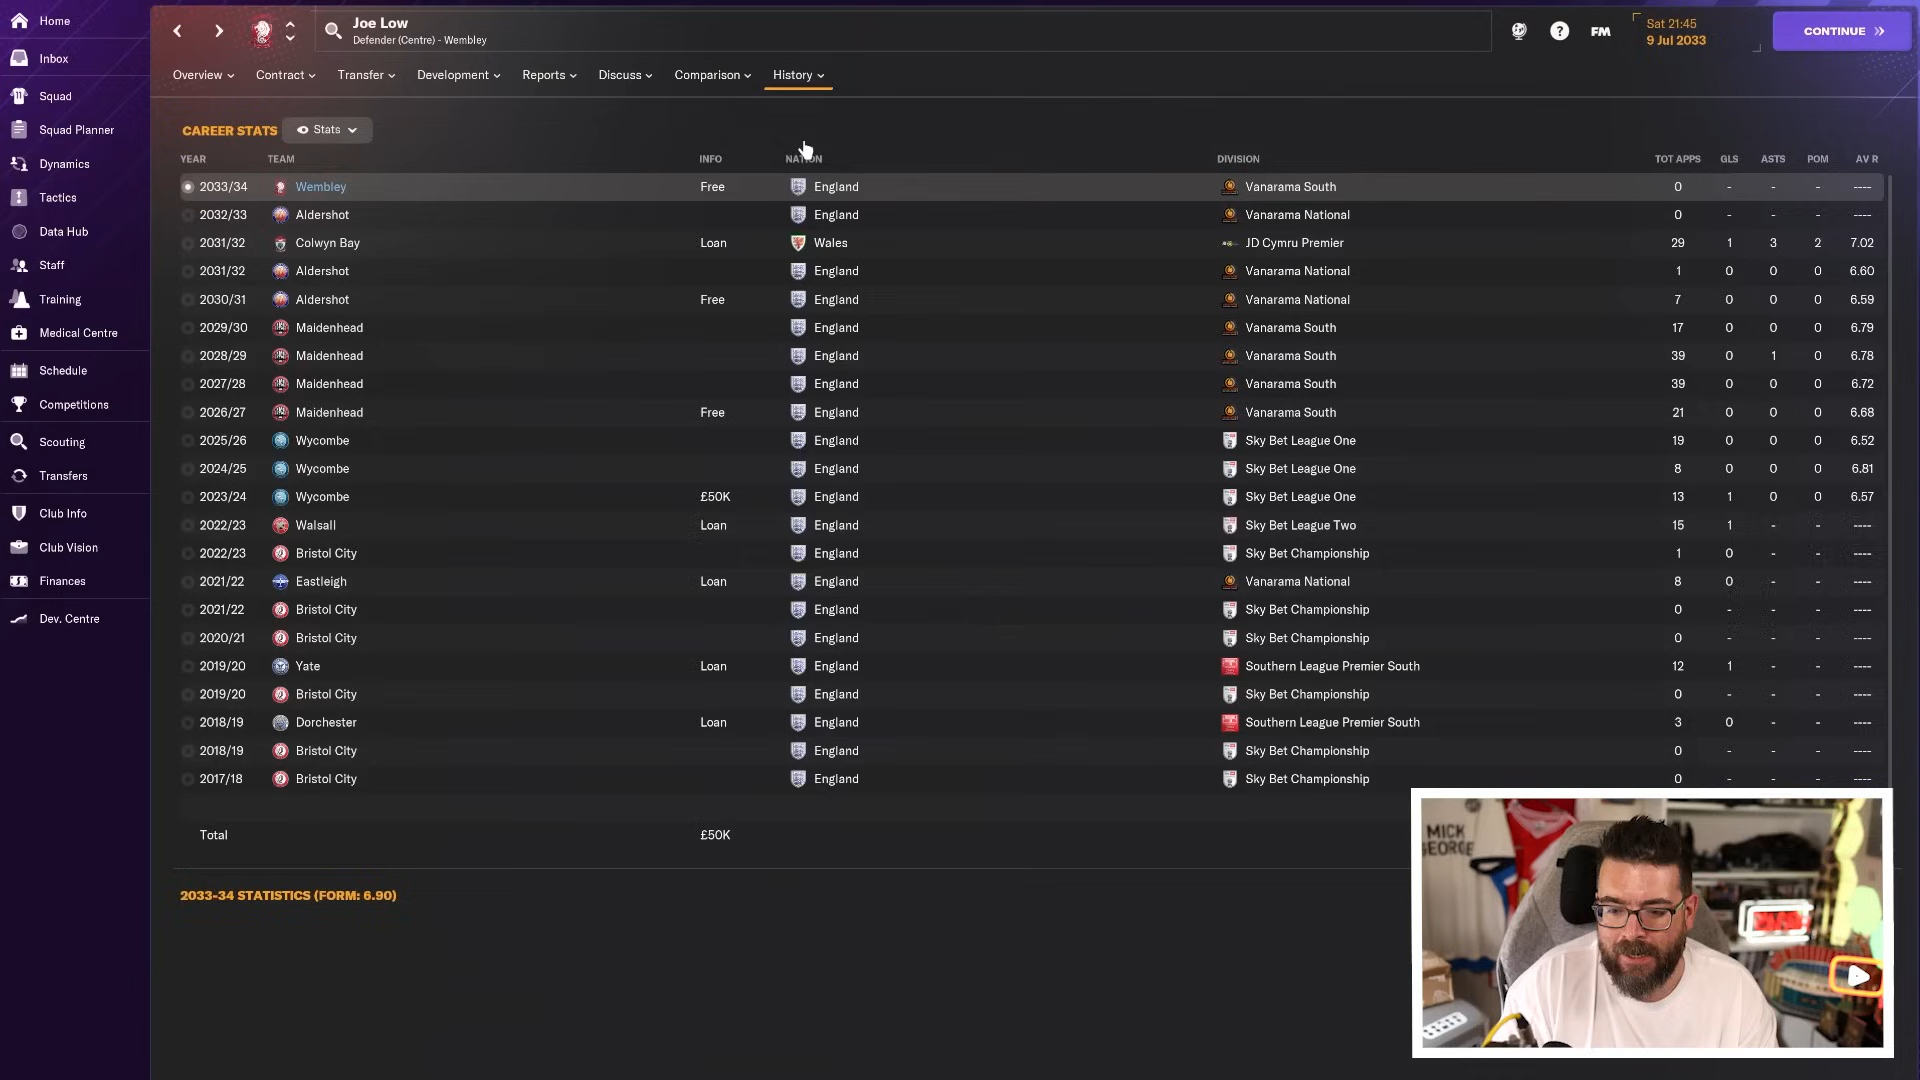 Home
Inbox
Squad
Squad Planner
Dynamics
Tactics
Data Hub
Staff
Training
Medical Centre
Schedule
Competitions
Scouting
Transfers
Club Info
Club Vision
Finances
Dev. Centre
Joe Low
Defender (Centre) - Wembley
FM
Sat 21:45
9 Jul 2033
CONTINUE
Overview Contract Transfer Development Reports Discuss Comparison History
CAREER STATS Stats
YEAR TEAM INFO NATION DIVISION TOT APPS GLS ASTS POM AV R
2033/34 Wembley Free England Vanarama South 0 - - - ----
2032/33 Aldershot England Vanarama National 0 - - - ----
2031/32 Colwyn Bay Loan Wales JD Cymru Premier 29 1 3 2 7.02
2031/32 Aldershot England Vanarama National 1 0 0 0 6.60
2030/31 Aldershot Free England Vanarama National 7 0 0 0 6.59
2029/30 Maidenhead England Vanarama South 17 0 0 0 6.79
2028/29 Maidenhead England Vanarama South 39 0 1 0 6.78
2027/28 Maidenhead England Vanarama South 39 0 0 0 6.72
2026/27 Maidenhead Free England Vanarama South 21 0 0 0 6.68
2025/26 Wycombe England Sky Bet League One 19 0 0 0 6.52
2024/25 Wycombe England Sky Bet League One 8 0 0 0 6.81
2023/24 Wycombe £50K England Sky Bet League One 13 1 0 0 6.57
2022/23 Walsall Loan England Sky Bet League Two 15 1 - - ----
2022/23 Bristol City England Sky Bet Championship 1 0 - - ----
2021/22 Eastleigh Loan England Vanarama National 8 0 - - ----
2021/22 Bristol City England Sky Bet Championship 0 - - - ----
2020/21 Bristol City England Sky Bet Championship 0 - - - ----
2019/20 Yate Loan England Southern League Premier South 12 1 - - ----
2019/20 Bristol City England Sky Bet Championship 0 - - - ----
2018/19 Dorchester Loan England Southern League Premier South 3 0 - - ----
2018/19 Bristol City England Sky Bet Championship 0 - - - ----
2017/18 Bristol City England Sky Bet Championship 0 - - - ----
Total £50K
2033-34 STATISTICS (FORM: 6.90)
MICK
GEORGE